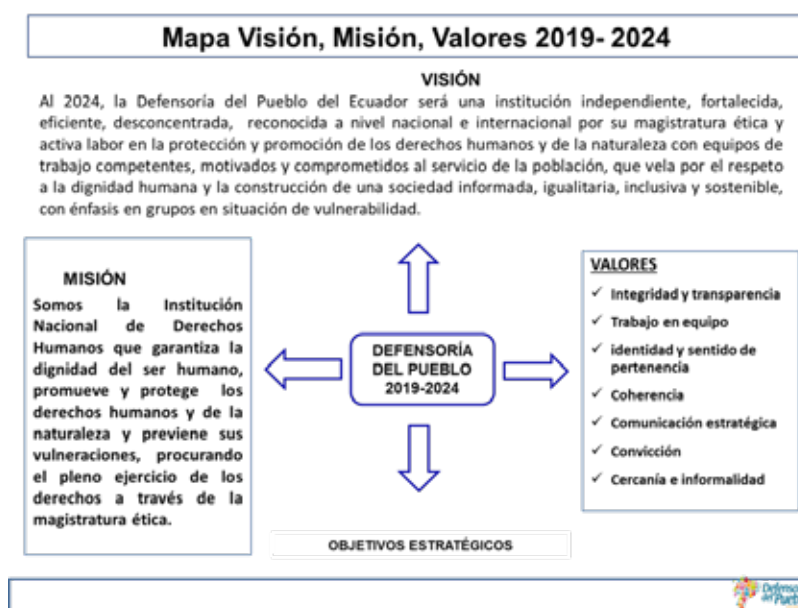 Mapa Visión, Misión, Valores 2019- 2024
VISIÓN
Al 2024, la Defensoría del Pueblo del Ecuador será una institución independiente, fortalecida,
eficiente, desconcentrada, reconocida a nivel nacional e internacional por su magistratura ética y
activa labor en la protección y promoción de los derechos humanos y de la naturaleza con equipos de
trabajo competentes, motivados y comprometidos al servicio de la población, que vela por el respeto
a la dignidad humana y la construcción de una sociedad informada, igualitaria, inclusiva y sostenible,
con énfasis en grupos en situación de vulnerabilidad.
MISIÓN
Somos la Institución
Nacional de Derechos
Humanos que garantiza la
dignidad del ser humano,
promueve y protege los
derechos humanos y de la
naturaleza y previene sus
vulneraciones, procurando
el pleno ejercicio de los
derechos a través de la
magistratura ética.
DEFENSORÍA
DEL PUEBLO
2019-2024
VALORES
✓ Integridad y transparencia
✓ Trabajo en equipo
✓ identidad y sentido de
pertenencia
✓ Coherencia
✓ Comunicación estratégica
✓ Convicción
✓ Cercanía e informalidad
OBJETIVOS ESTRATÉGICOS